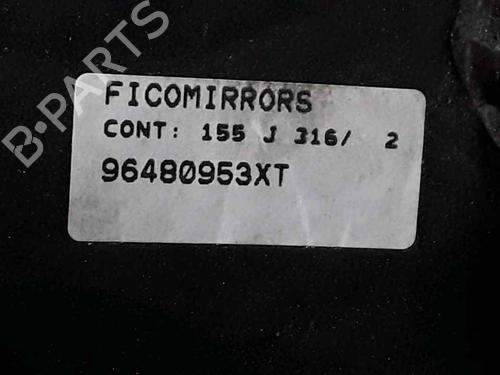 B-PARTS
FICOMIRRORS
CONT: 155 J 316/ 2
96480953XT